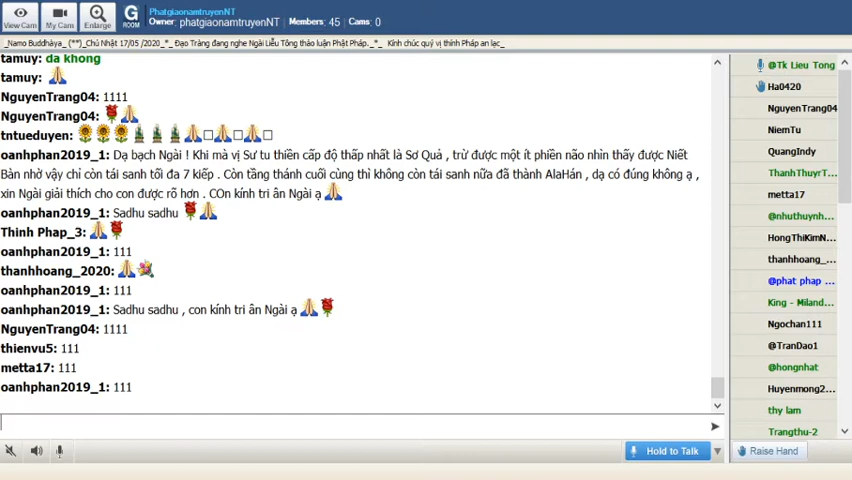 View Cam
My Cam
Enlarge
G
ROOM
PhatgiaonamtruyenNT
Owner: phatgiaonamtruyenNT Members: 45 Cams: 0
_Namo Buddhàya_ (**)_Chủ Nhật 17/05 /2020_*_ Đạo Tràng đang nghe Ngài Liễu Tông thảo luận Phật Pháp._*_ Kính chúc quý vị thính Pháp an lạc_
tamuy: da khong
tamuy:
NguyenTrang04: 1111
NguyenTrang04:
tntueduyen:
oanhphan2019_1: Dạ bạch Ngài ! Khi mà vị Sư tu thiền cấp độ thấp nhất là Sơ Quả , trừ được một ít phiền não nhìn thấy được Niết
Bàn nhờ vậy chỉ còn tái sanh tối đa 7 kiếp . Còn tầng thánh cuối cùng thì không còn tái sanh nữa đã thành AlaHán , dạ có đúng không ạ ,
xin Ngài giải thích cho con được rõ hơn . COn kính tri ân Ngài ạ
oanhphan2019_1: Sadhu sadhu
Thinh Phap_3:
oanhphan2019_1: 111
thanhhoang_2020:
oanhphan2019_1: 111
oanhphan2019_1: Sadhu sadhu , con kính tri ân Ngài ạ
NguyenTrang04: 1111
thienvu5: 111
metta17: 111
oanhphan2019_1: 111
Hold to Talk
@Tk Lieu Tong
Ha0420
NguyenTrang04
NiemTu
QuangIndy
ThanhThuyrT
metta17
@nhuthuynh...
HongThiKimN...
thanhhoang_...
@phat phap ...
King - Miland...
Ngochan111
@TranDao1
@hongnhat
Huyenmong2...
thy lam
Trangthu-2
Raise Hand